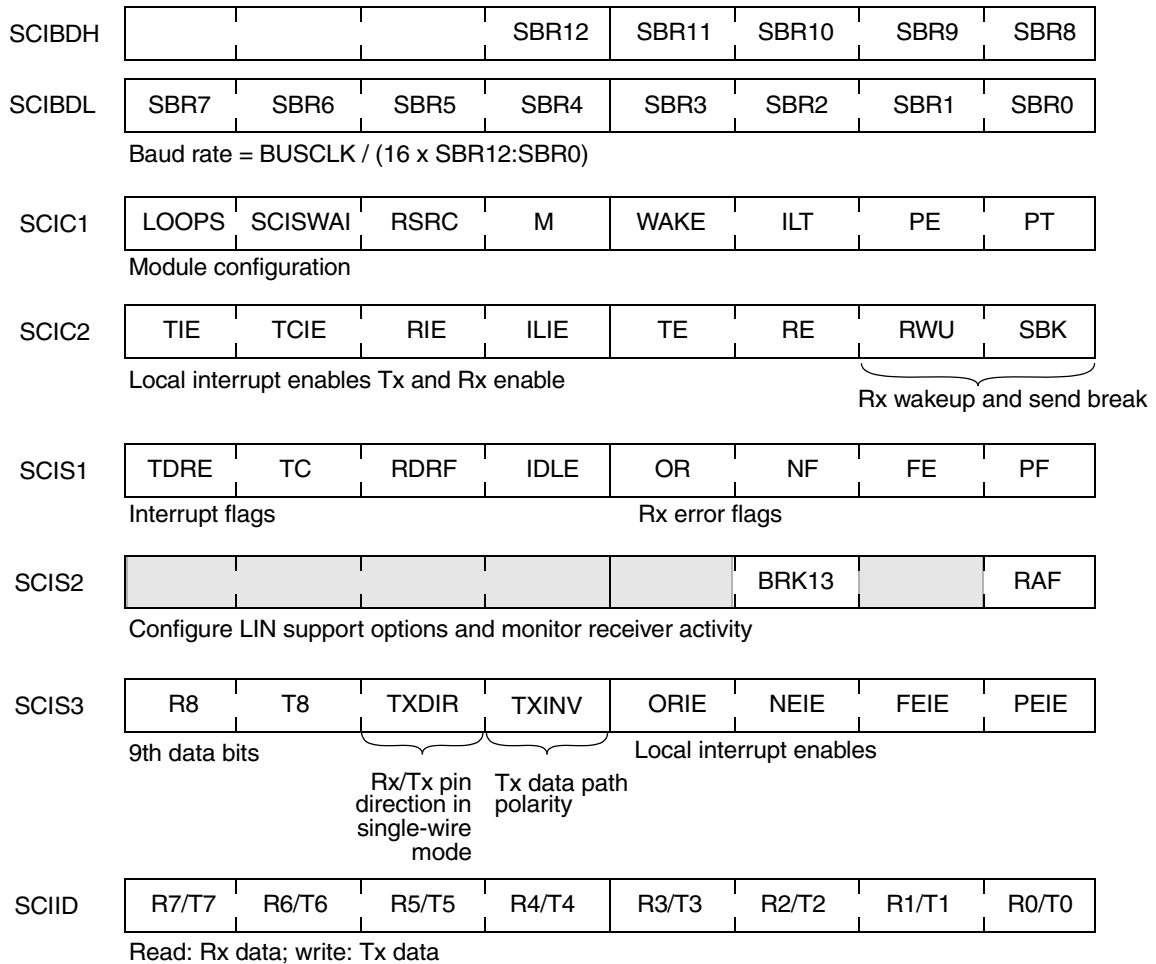 SCIBDH SBR12 SBR11 SBR10 SBR9 SBR8
SCIBDL SBR7 SBR6 SBR5 SBR4 SBR3 SBR2 SBR1 SBR0
Baud rate = BUSCLK / (16 x SBR12:SBR0)
SCIC1 LOOPS SCISWAI RSRC M WAKE ILT PE PT
Module configuration
SCIC2 TIE TCIE RIE ILIE TE RE RWU SBK
Local interrupt enables Tx and Rx enable
Rx wakeup and send break
SCIS1 TDRE TC RDRF IDLE OR NF FE PF
Interrupt flags Rx error flags
SCIS2 BRK13 RAF
Configure LIN support options and monitor receiver activity
SCIS3 R8 T8 TXDIR TXINV ORIE NEIE FEIE PEIE
9th data bits
Local interrupt enables
Rx/Tx pin
direction in
single-wire
mode
Tx data path
polarity
SCIID R7/T7 R6/T6 R5/T5 R4/T4 R3/T3 R2/T2 R1/T1 R0/T0
Read: Rx data; write: Tx data